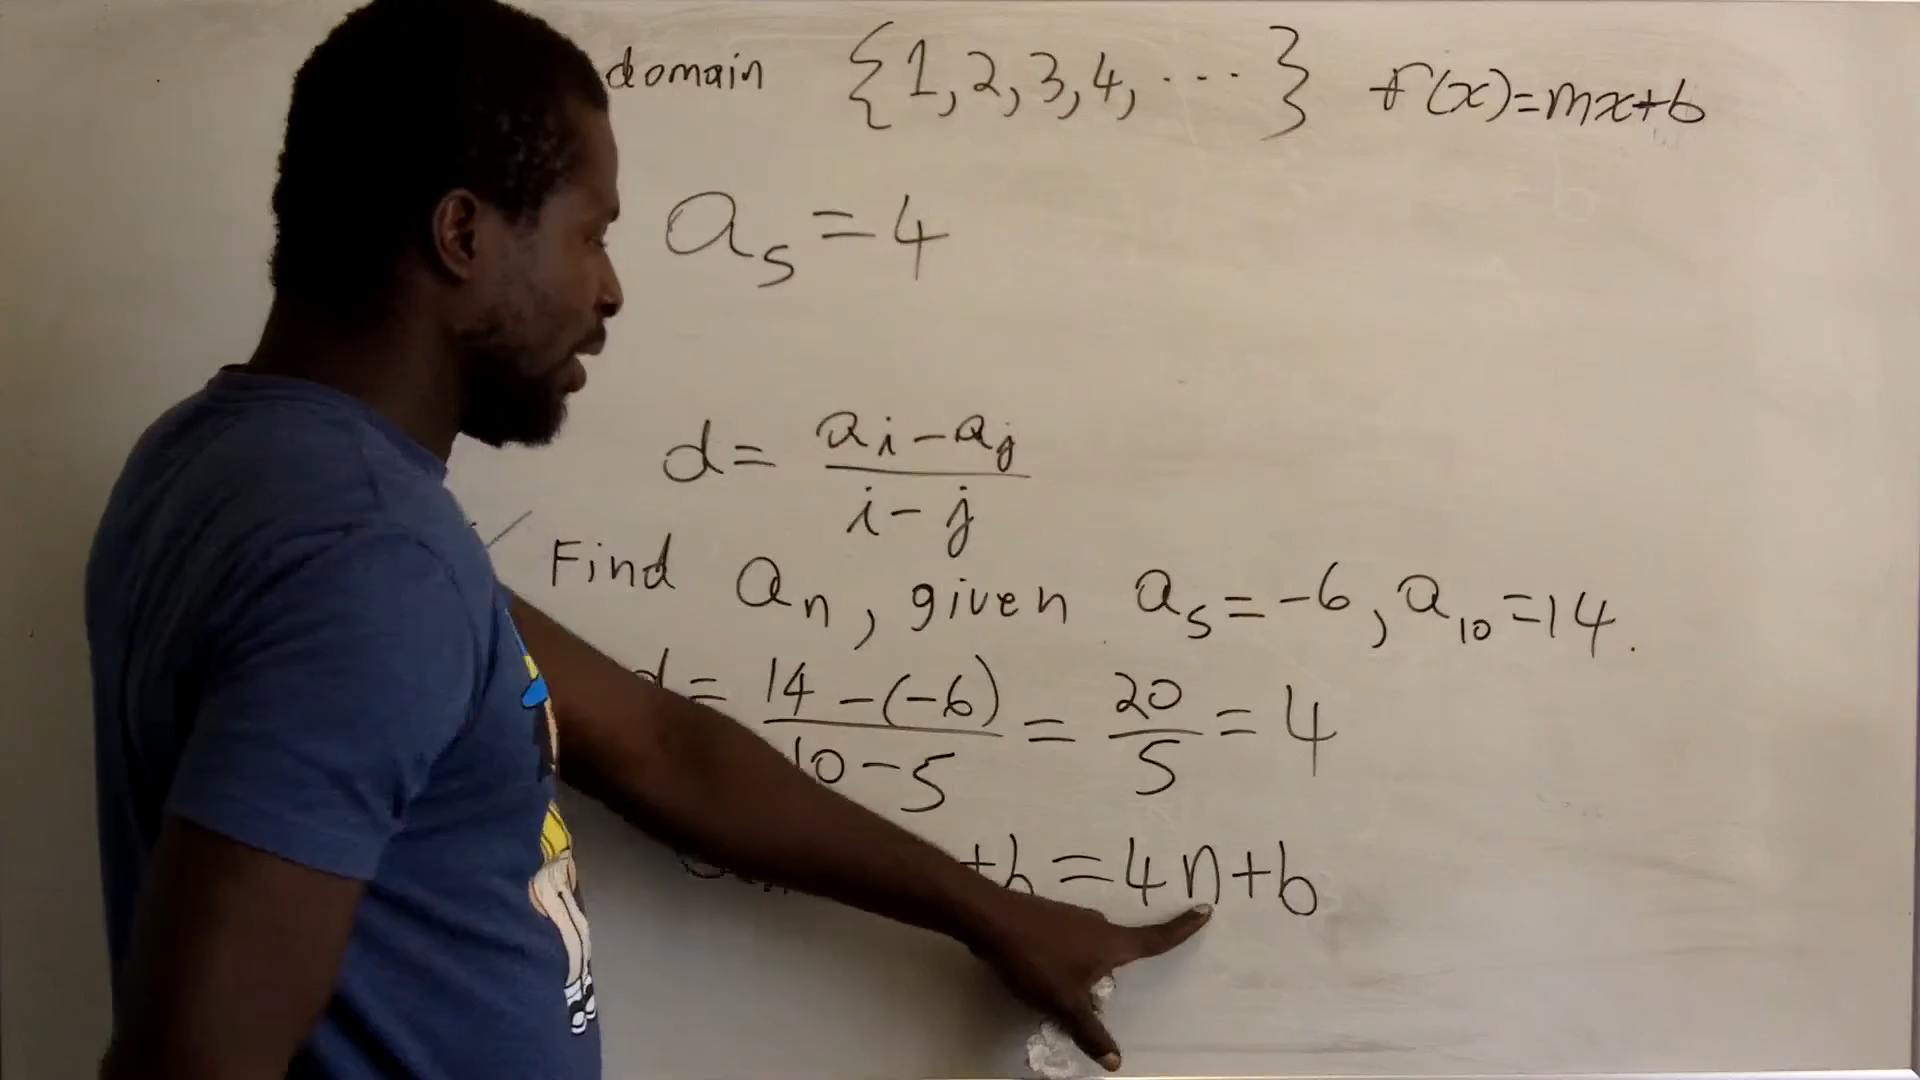 domain {1,2,3,4,...} f(x)=mx+b
a₅=4
d= (aᵢ-aⱼ)/(i-j)
Find aₙ, given a₅=-6, a₁₀=14.
d= (14-(-6))/(10-5) = 20/5 = 4
+b =4n+b